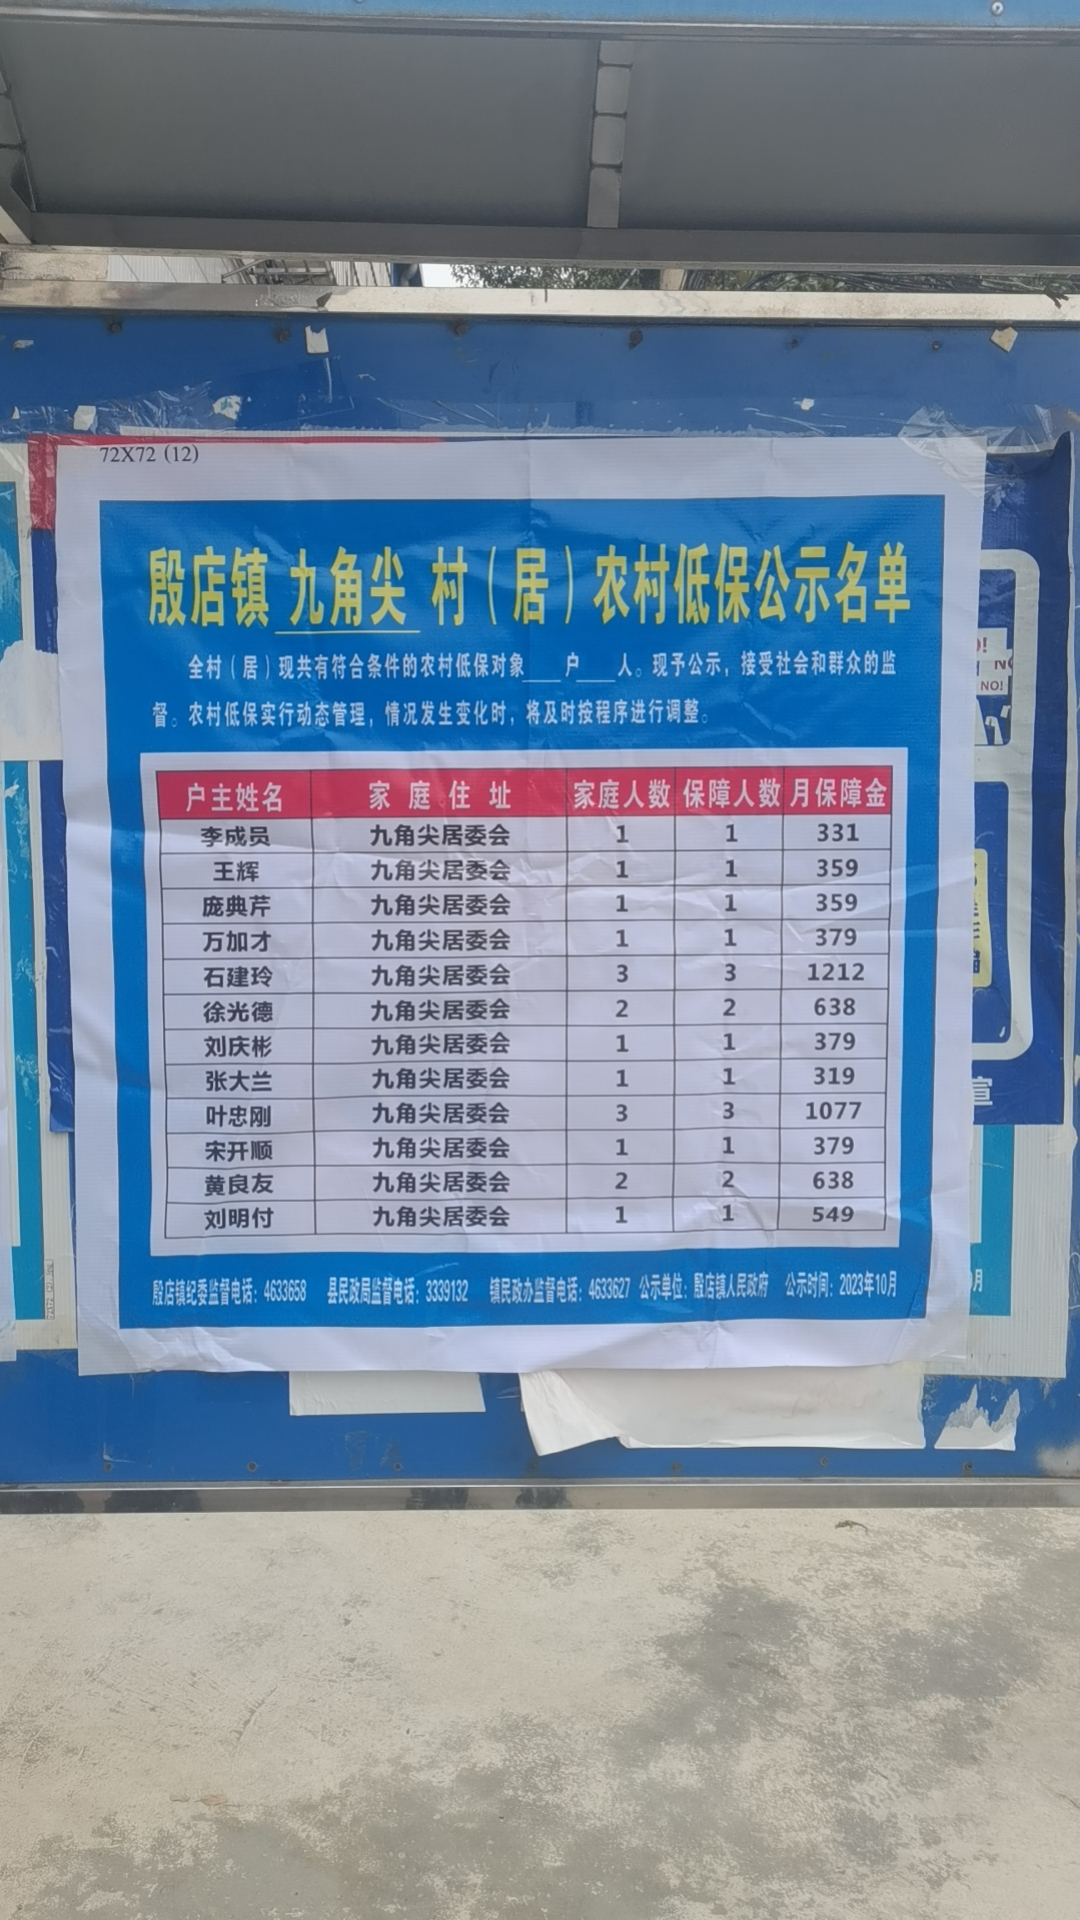 72X72 (12)
殷店镇 九角尖 村（居）农村低保公示名单
全村（居）现共有符合条件的农村低保对象____户____人。现予公示，接受社会和群众的监
督。农村低保实行动态管理，情况发生变化时，将及时按程序进行调整。
户主姓名 家庭住址 家庭人数 保障人数 月保障金
李成员 九角尖居委会 1 1 331
王辉 九角尖居委会 1 1 359
庞典芹 九角尖居委会 1 1 359
万加才 九角尖居委会 1 1 379
石建玲 九角尖居委会 3 3 1212
徐光德 九角尖居委会 2 2 638
刘庆彬 九角尖居委会 1 1 379
张大兰 九角尖居委会 1 1 319
叶忠刚 九角尖居委会 3 3 1077
宋开顺 九角尖居委会 1 1 379
黄良友 九角尖居委会 2 2 638
刘明付 九角尖居委会 1 1 549
殷店镇纪委监督电话：4633658 县民政局监督电话：3339132 镇民政办监督电话：4633627 公示单位：殷店镇人民政府 公示时间：2023年10月
NO!
宣
月